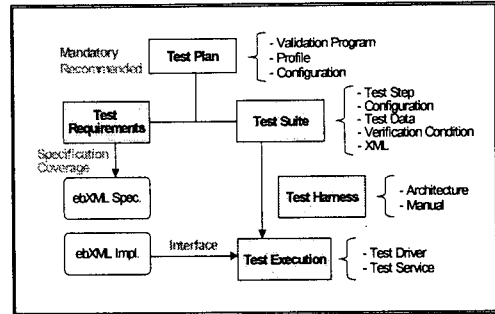 Mandatory
Recommended
Test Plan
- Validation Program
- Profile
- Configuration
Test
Requirements
Test Suite
- Test Step
- Configuration
- Test Data
- Verification Condition
- XML
Specification
Coverage
ebXML Spec.
Test Harness
- Architecture
- Manual
ebXML Impl.
Interface
Test Execution
- Test Driver
- Test Service